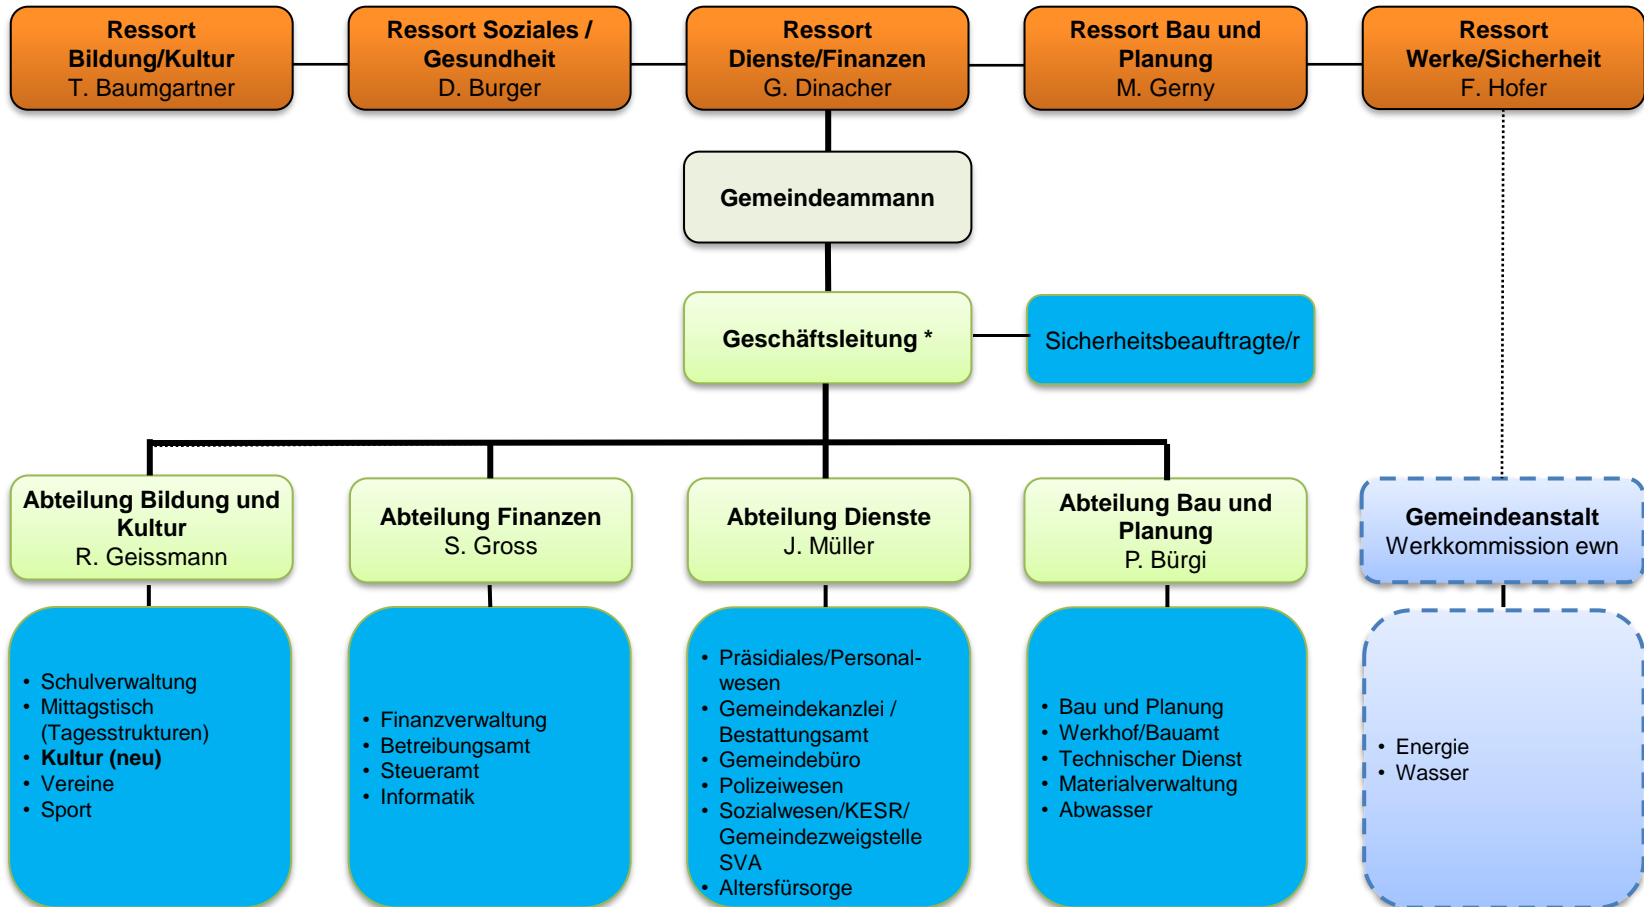 Ressort
Bildung/Kultur
T. Baumgartner
Ressort Soziales /
Gesundheit
D. Burger
Ressort
Dienste/Finanzen
G. Dinacher
Ressort Bau und
Planung
M. Gerny
Ressort
Werke/Sicherheit
F. Hofer
Gemeindeammann
Geschäftsleitung *
Sicherheitsbeauftragte/r
Abteilung Bildung und
Kultur
R. Geissmann
Abteilung Finanzen
S. Gross
Abteilung Dienste
J. Müller
Abteilung Bau und
Planung
P. Bürgi
Gemeindeanstalt
Werkkommission ewn
• Schulverwaltung
• Mittagstisch
(Tagesstrukturen)
• Kultur (neu)
• Vereine
• Sport
• Finanzverwaltung
• Betreibungsamt
• Steueramt
• Informatik
• Präsidiales/Personal-
wesen
• Gemeindekanzlei /
Bestattungsamt
• Gemeindebüro
• Polizeiwesen
• Sozialwesen/KESR/
Gemeindezweigstelle
SVA
• Altersfürsorge
• Bau und Planung
• Werkhof/Bauamt
• Technischer Dienst
• Materialverwaltung
• Abwasser
• Energie
• Wasser